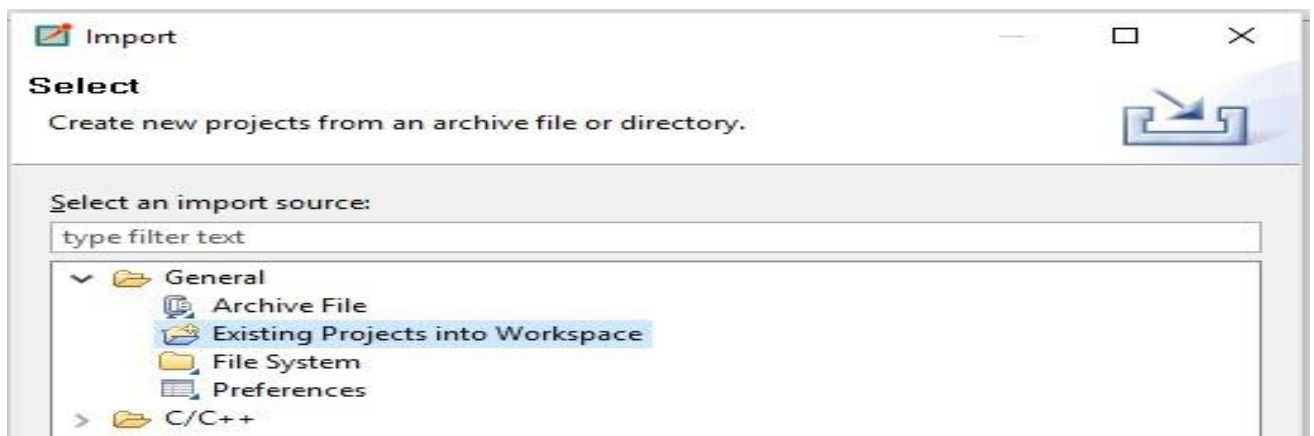 Import
Select
Create new projects from an archive file or directory.
Select an import source:
type filter text
General
Archive File
Existing Projects into Workspace
File System
Preferences
C/C++